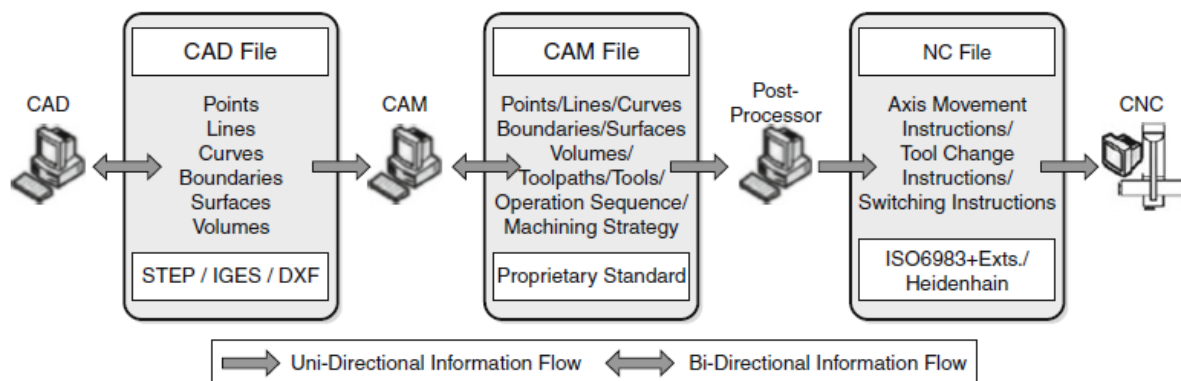 CAD
CAD File
Points
Lines
Curves
Boundaries
Surfaces
Volumes
STEP / IGES / DXF
CAM
CAM File
Points/Lines/Curves
Boundaries/Surfaces
Volumes/
Toolpaths/Tools/
Operation Sequence/
Machining Strategy
Proprietary Standard
Post-
Processor
NC File
Axis Movement
Instructions/
Tool Change
Instructions/
Switching Instructions
ISO6983+Exts./
Heidenhain
CNC
Uni-Directional Information Flow
Bi-Directional Information Flow